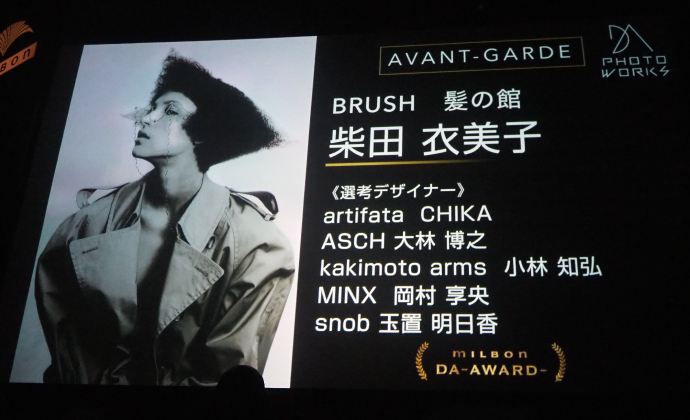 BON
AVANT-GARDE
DA
PHOTO
WORKS
BRUSH 髪の館
柴田 衣美子
《選考デザイナー》
artifata CHIKA
ASCH 大林 博之
kakimoto arms 小林 知弘
MINX 岡村 享央
snob 玉置 明日香
MILBON
DA-AWARD-